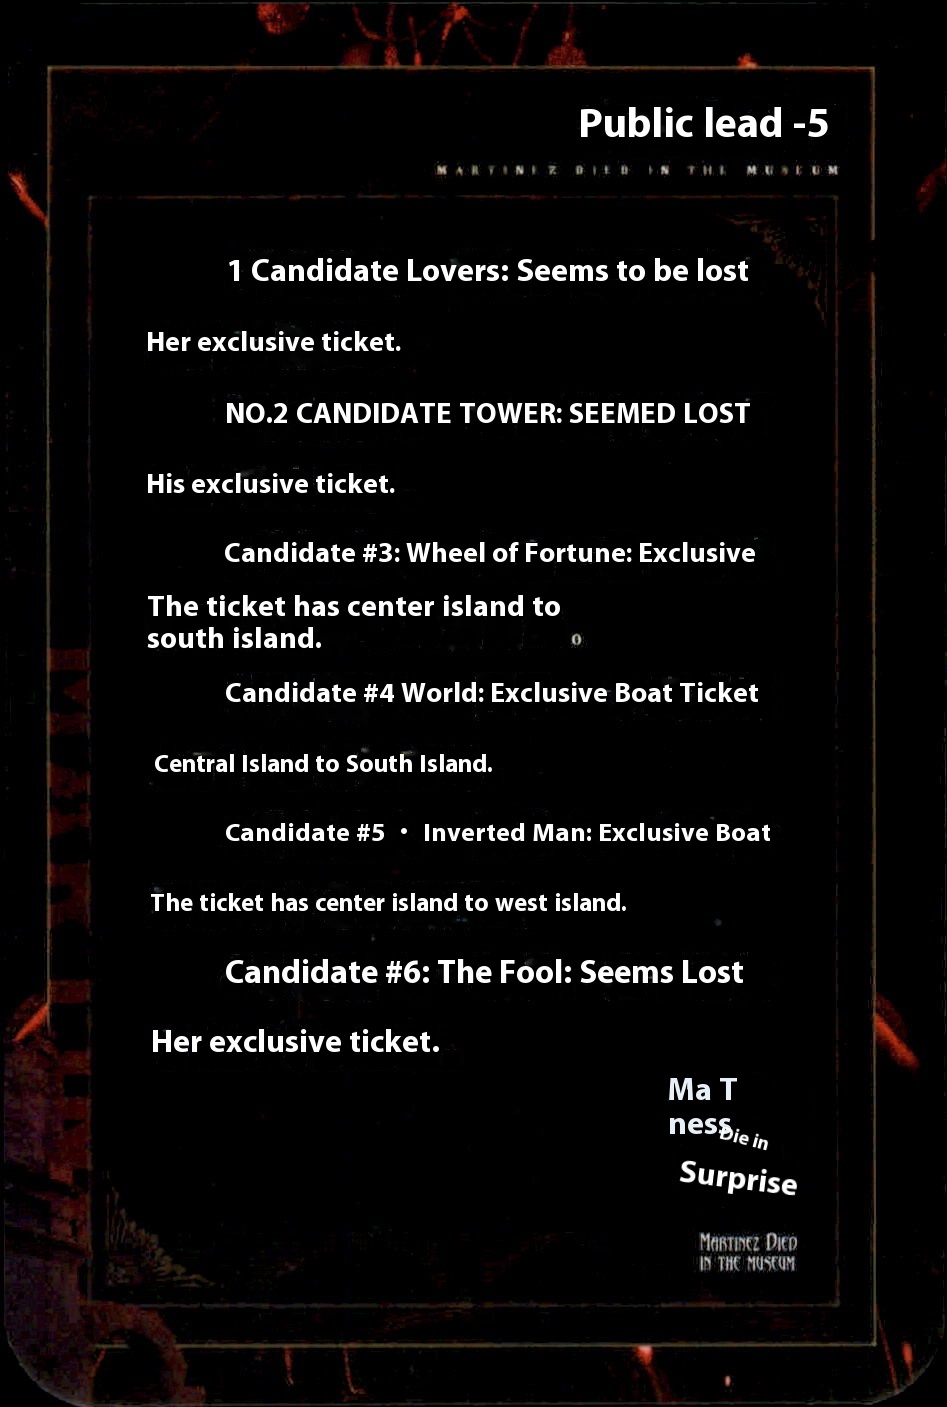 Public lead -5
MARTINEZ DIED IN THE MUSEUM
1 Candidate Lovers: Seems to be lost
Her exclusive ticket.
NO.2 CANDIDATE TOWER: SEEMED LOST
His exclusive ticket.
Candidate #3: Wheel of Fortune: Exclusive
The ticket has center island to
south island.
Candidate #4 World: Exclusive Boat Ticket
Central Island to South Island.
Candidate #5 • Inverted Man: Exclusive Boat
The ticket has center island to west island.
Candidate #6: The Fool: Seems Lost
Her exclusive ticket.
Ma T
ness
Die in
Surprise
MARTINEZ DIED
IN THE MUSEUM